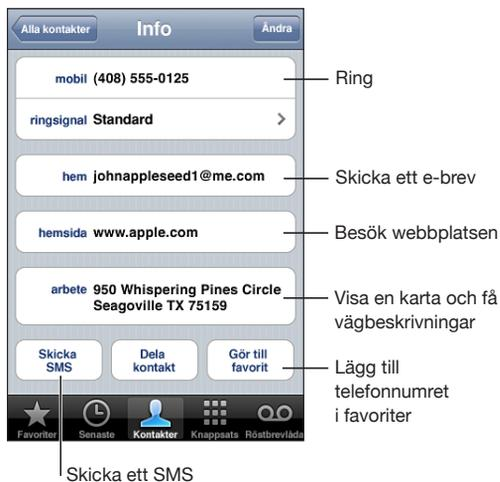 Alla kontakter
Info
Ändra
mobil (408) 555-0125
Ring
ringsignal Standard
hem johnappleseed1@me.com
Skicka ett e-brev
hemsida www.apple.com
Besök webbplatsen
arbete 950 Whispering Pines Circle
Seagoville TX 75159
Visa en karta och få
vägbeskrivningar
Skicka
SMS
Dela
kontakt
Gör till
favorit
Lägg till
telefonnumret
i favoriter
Favoriter
Senaste
Kontakter
Knappsats
Röstbrevlåda
Skicka ett SMS